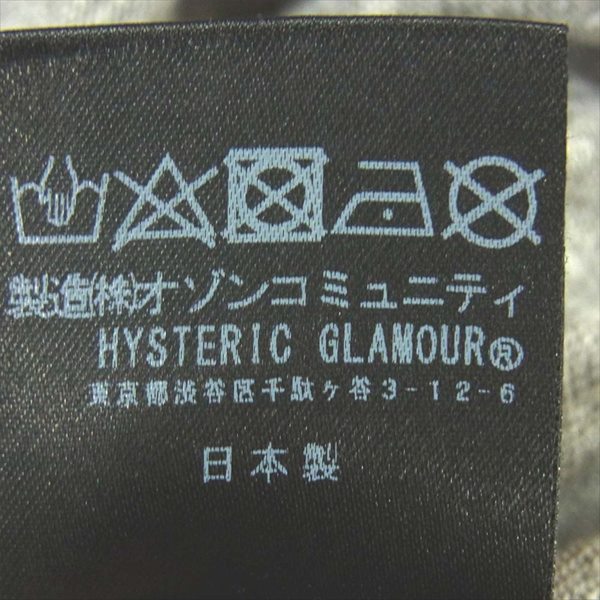 製造(株)オゾンコミュニティ
HYSTERIC GLAMOUR®
東京都渋谷区千駄ヶ谷3-12-6
日本製